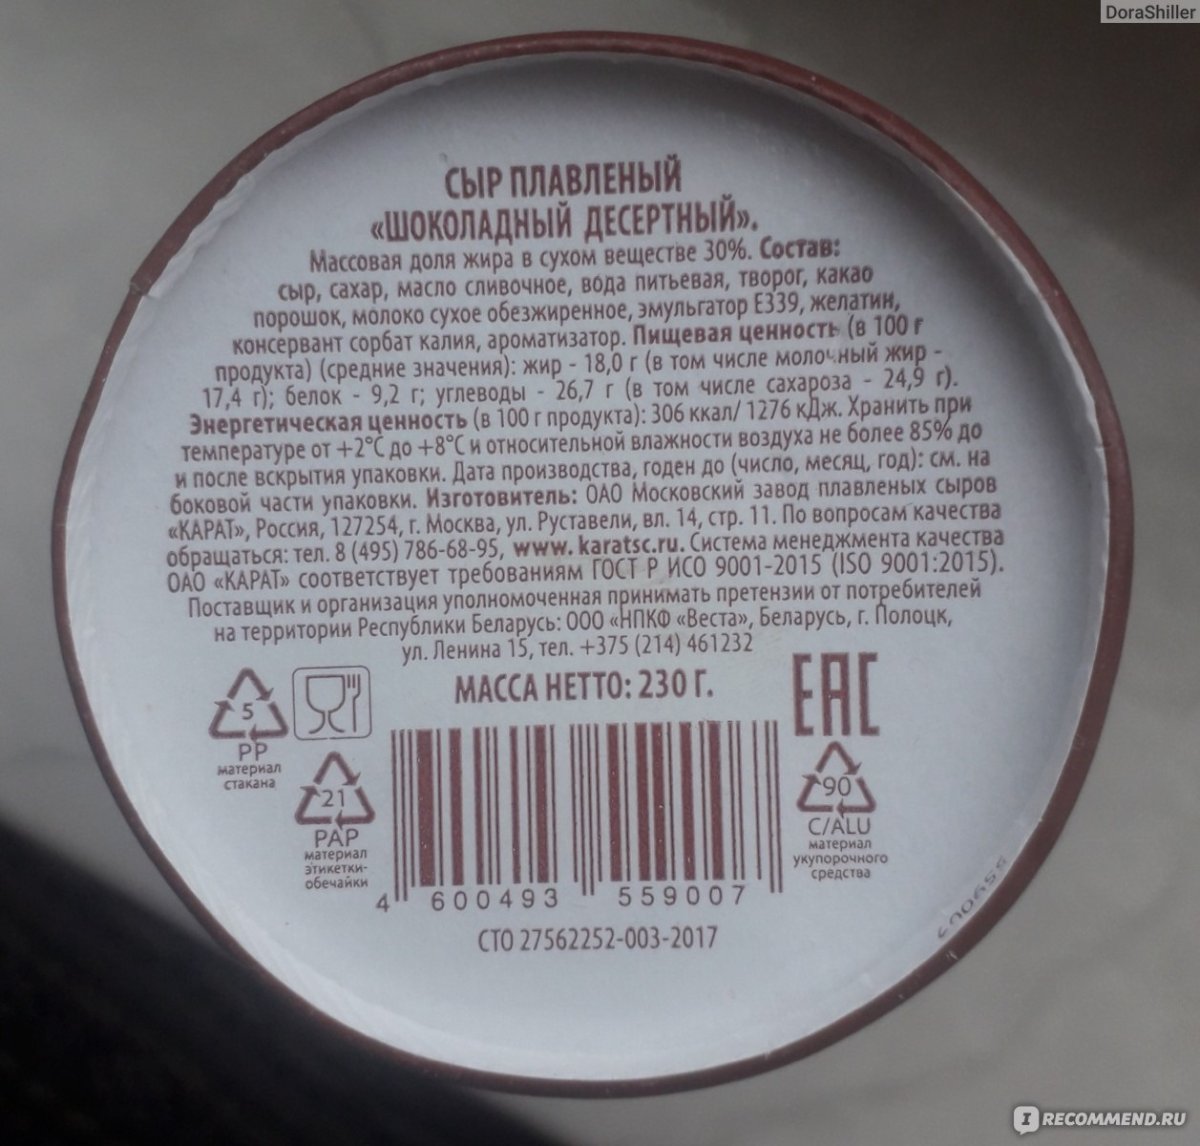 DoraShiller
СЫР ПЛАВЛЕНЫЙ
«ШОКОЛАДНЫЙ ДЕСЕРТНЫЙ».
Массовая доля жира в сухом веществе 30%. Состав:
сыр, сахар, масло сливочное, вода питьевая, творог, какао
порошок, молоко сухое обезжиренное, эмульгатор Е339, желатин,
консервант сорбат калия, ароматизатор. Пищевая ценность (в 100 г
продукта) (средние значения): жир - 18,0 г (в том числе молочный жир -
17,4 г); белок - 9,2 г; углеводы - 26,7 г (в том числе сахароза - 24,9 г).
Энергетическая ценность (в 100 г продукта): 306 ккал/ 1276 кДж. Хранить при
температуре от +2°С до +8°С и относительной влажности воздуха не более 85% до
и после вскрытия упаковки. Дата производства, годен до (число, месяц, год): см. на
боковой части упаковки. Изготовитель: ОАО Московский завод плавленых сыров
«КАРАТ», Россия, 127254, г. Москва, ул. Руставели, вл. 14, стр. 11. По вопросам качества
обращаться: тел. 8 (495) 786-68-95, www. karatsc.ru. Система менеджмента качества
ОАО «КАРАТ» соответствует требованиям ГОСТ Р ИСО 9001-2015 (ISO 9001:2015).
Поставщик и организация уполномоченная принимать претензии от потребителей
на территории Республики Беларусь: ООО «НПКФ «Веста», Беларусь, г. Полоцк,
ул. Ленина 15, тел. +375 (214) 461232
МАССА НЕТТО: 230 Г.
EAC
5
PP
материал
стакана
21
PAP
материал
этикетки-
обечайки
90
C/ALU
материал
укупорочного
средства
4 600493 559007
СТО 27562252-003-2017
IRECOMMEND.RU